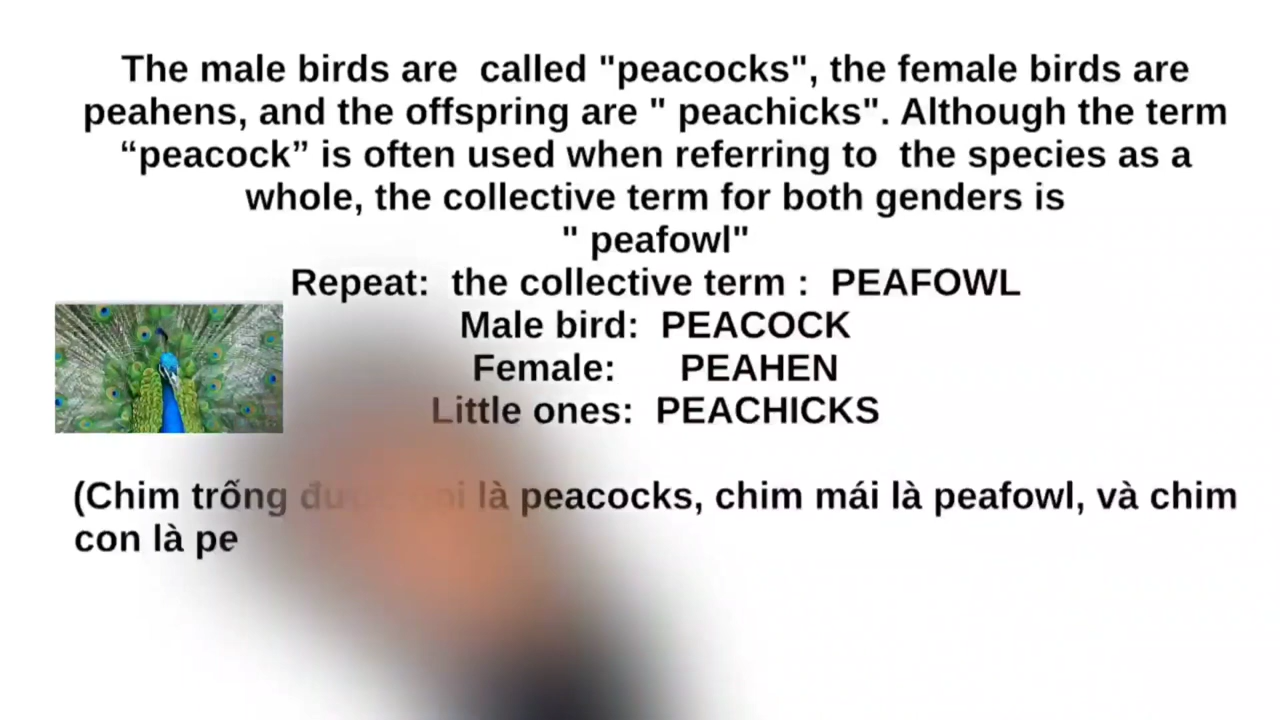 The male birds are called "peacocks", the female birds are
peahens, and the offspring are " peachicks". Although the term
“peacock” is often used when referring to the species as a
whole, the collective term for both genders is
" peafowl"
Repeat: the collective term : PEAFOWL
Male bird: PEACOCK
Female: PEAHEN
Little ones: PEACHICKS
(Chim trống là peacocks, chim mái là peafowl, và chim
con là pe